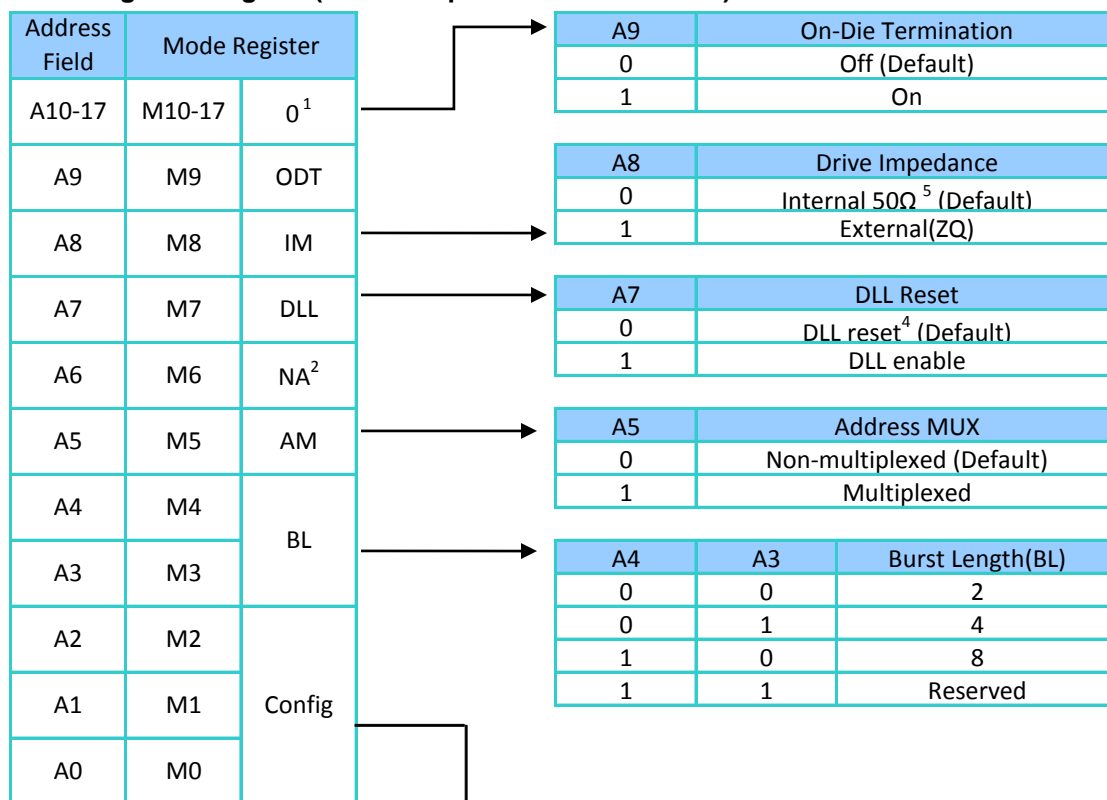 Address Field | Mode Register
A10-17 | M10-17 | 0¹
A9 | M9 | ODT
A8 | M8 | IM
A7 | M7 | DLL
A6 | M6 | NA²
A5 | M5 | AM
A4 | M4 | BL
A3 | M3
A2 | M2 | Config
A1 | M1
A0 | M0
A9 | On-Die Termination
0 | Off (Default)
1 | On
A8 | Drive Impedance
0 | Internal 50Ω ⁵ (Default)
1 | External(ZQ)
A7 | DLL Reset
0 | DLL reset⁴ (Default)
1 | DLL enable
A5 | Address MUX
0 | Non-multiplexed (Default)
1 | Multiplexed
A4 | A3 | Burst Length(BL)
0 | 0 | 2
0 | 1 | 4
1 | 0 | 8
1 | 1 | Reserved